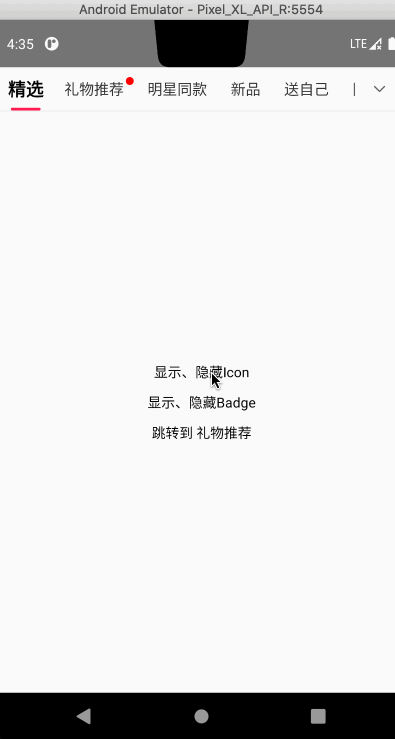 Android Emulator - Pixel_XL_API_R:5554
4:35 LTE
精选 礼物推荐 明星同款 新品 送自己
显示、隐藏Icon
显示、隐藏Badge
跳转到 礼物推荐